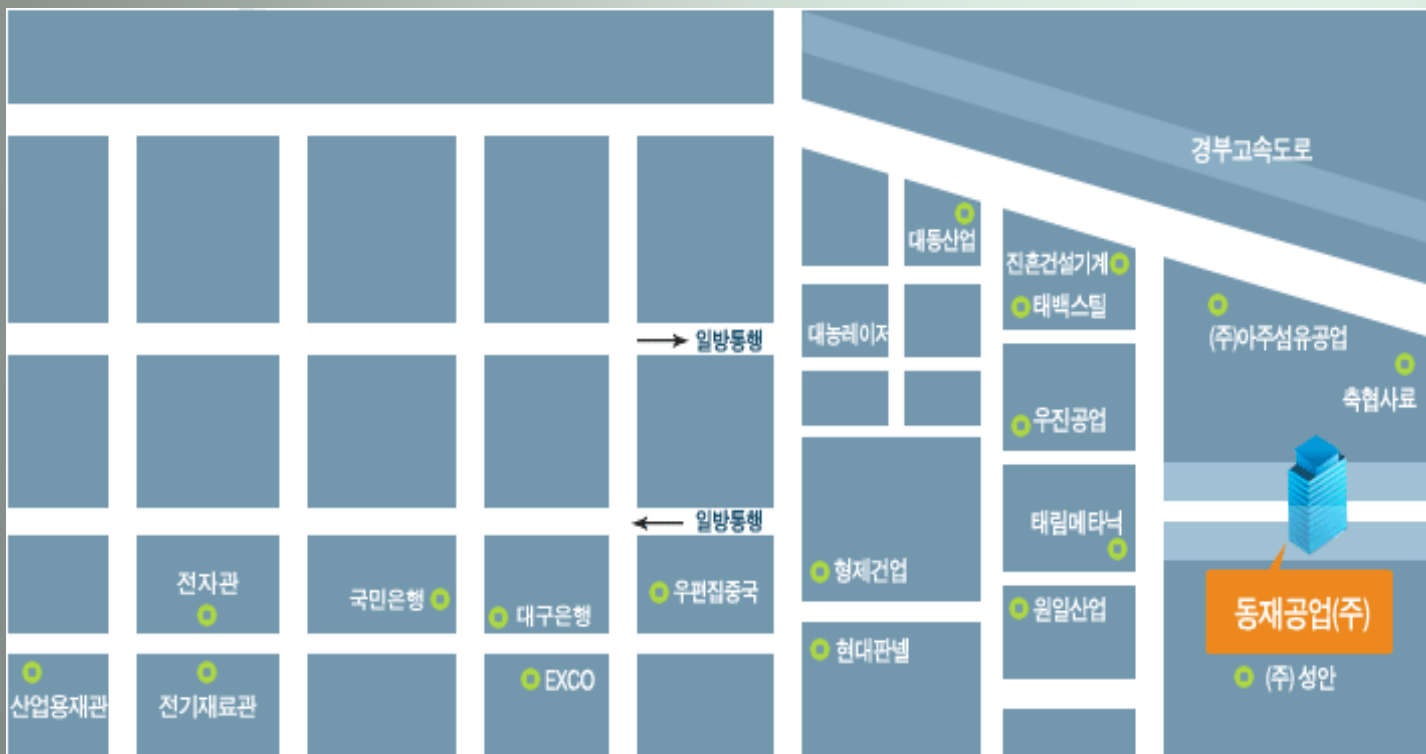 경부고속도로
대동산업
진흔건설기계
태백스틸
(주)아주섬유공업
일방통행
대농레이저
축협사료
우진공업
일방통행
태림메타닉
형제건업
전자관
국민은행
대구은행
우편집중국
원일산업
동재공업(주)
현대판넬
산업용재관
전기재료관
EXCO
(주) 성안